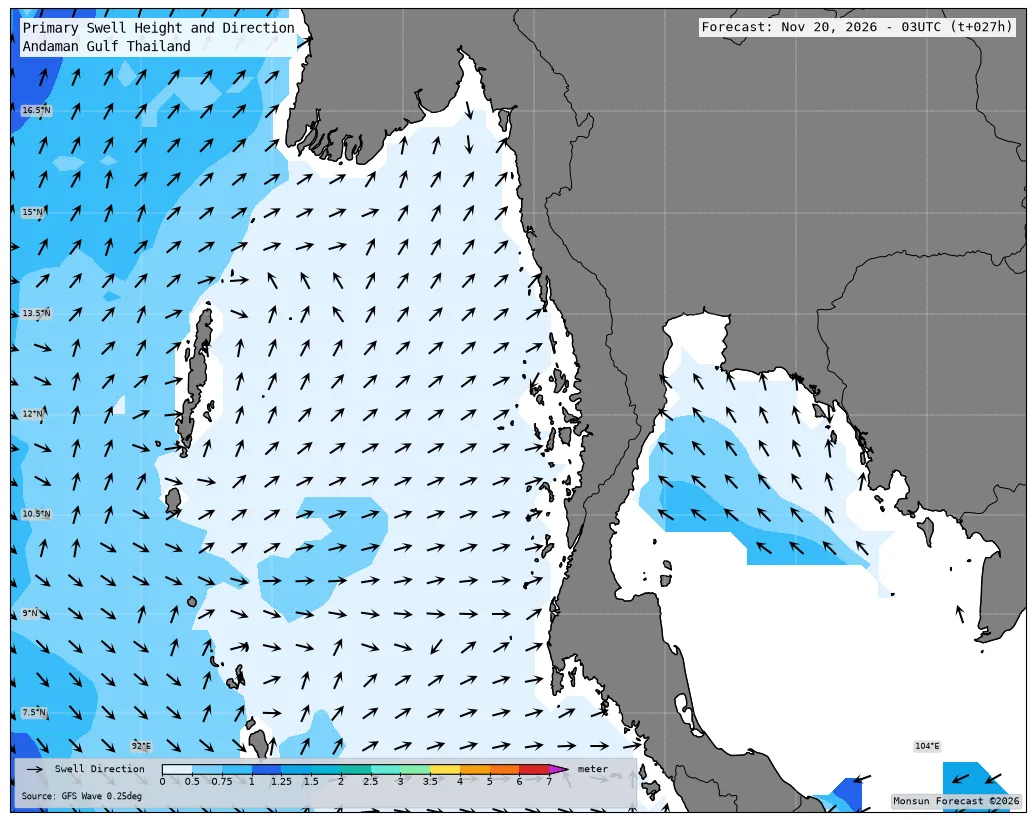 Primary Swell Height and Direction
Andaman Gulf Thailand
Forecast: Nov 20, 2026 - 03UTC (t+027h)
16.5°N
15°N
13.5°N
12°N
10.5°N
9°N
7.5°N
92°E
104°E
Swell Direction
0 0.5 0.75 1.25 1.5 2 2.5 3 3.5 4 5 6 7
meter
Source: GFS Wave 0.25deg
Monsun Forecast ©2026